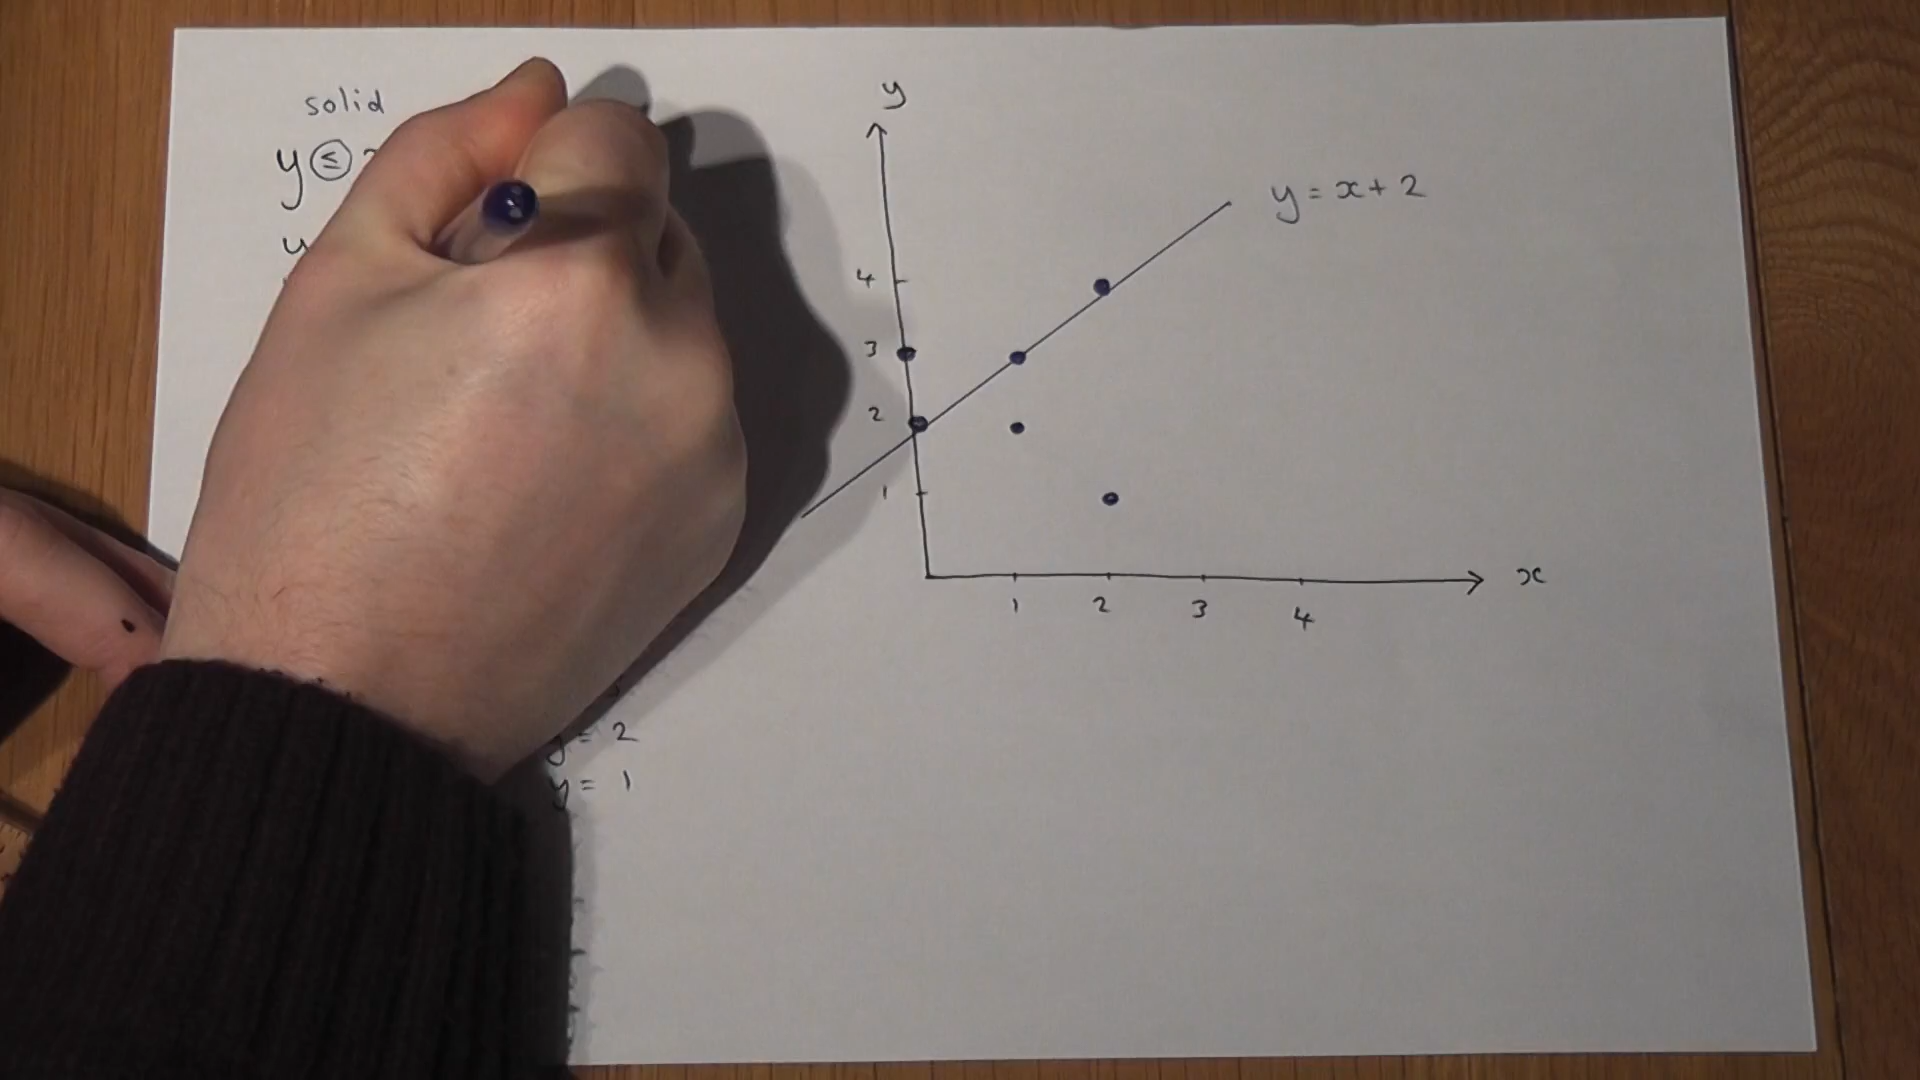 solid
y ≤
y
y = 2
y = 1
y
y = x + 2
4
3
2
1
x
1 2 3 4